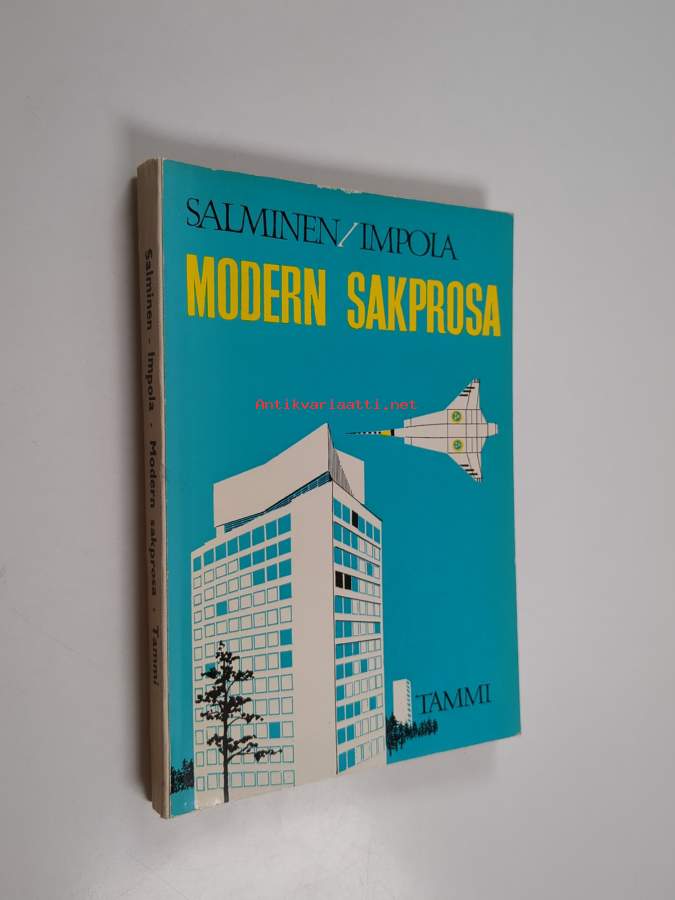 SALMINEN/IMPOLA
MODERN SAKPROSA
Antikvariaatti.net
TAMMI
Salminen - Impola - Modern sakprosa - Tammi